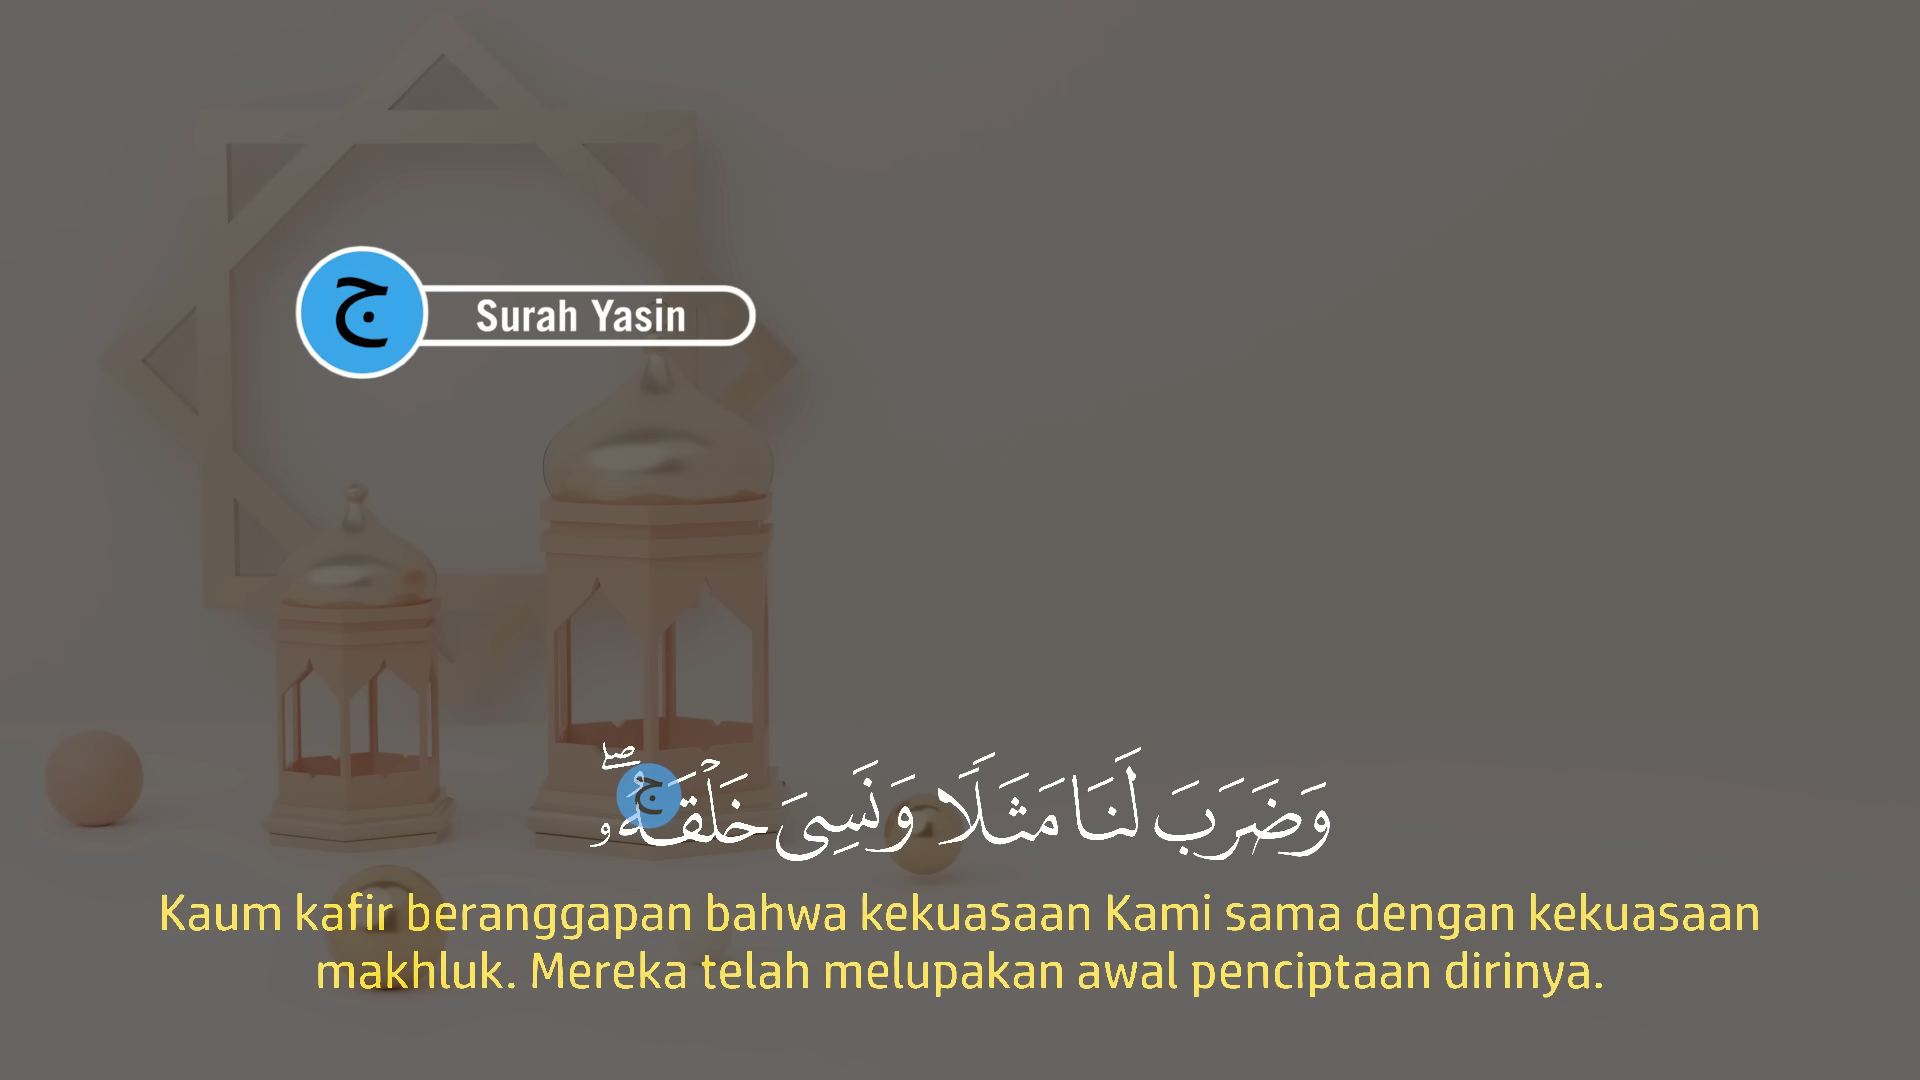 ج
Surah Yasin
وَضَرَبَ لَنَا مَثَلًا وَنَسِىَ خَلْقَهُۥ ۖ
ج
Kaum kafir beranggapan bahwa kekuasaan Kami sama dengan kekuasaan
makhluk. Mereka telah melupakan awal penciptaan dirinya.